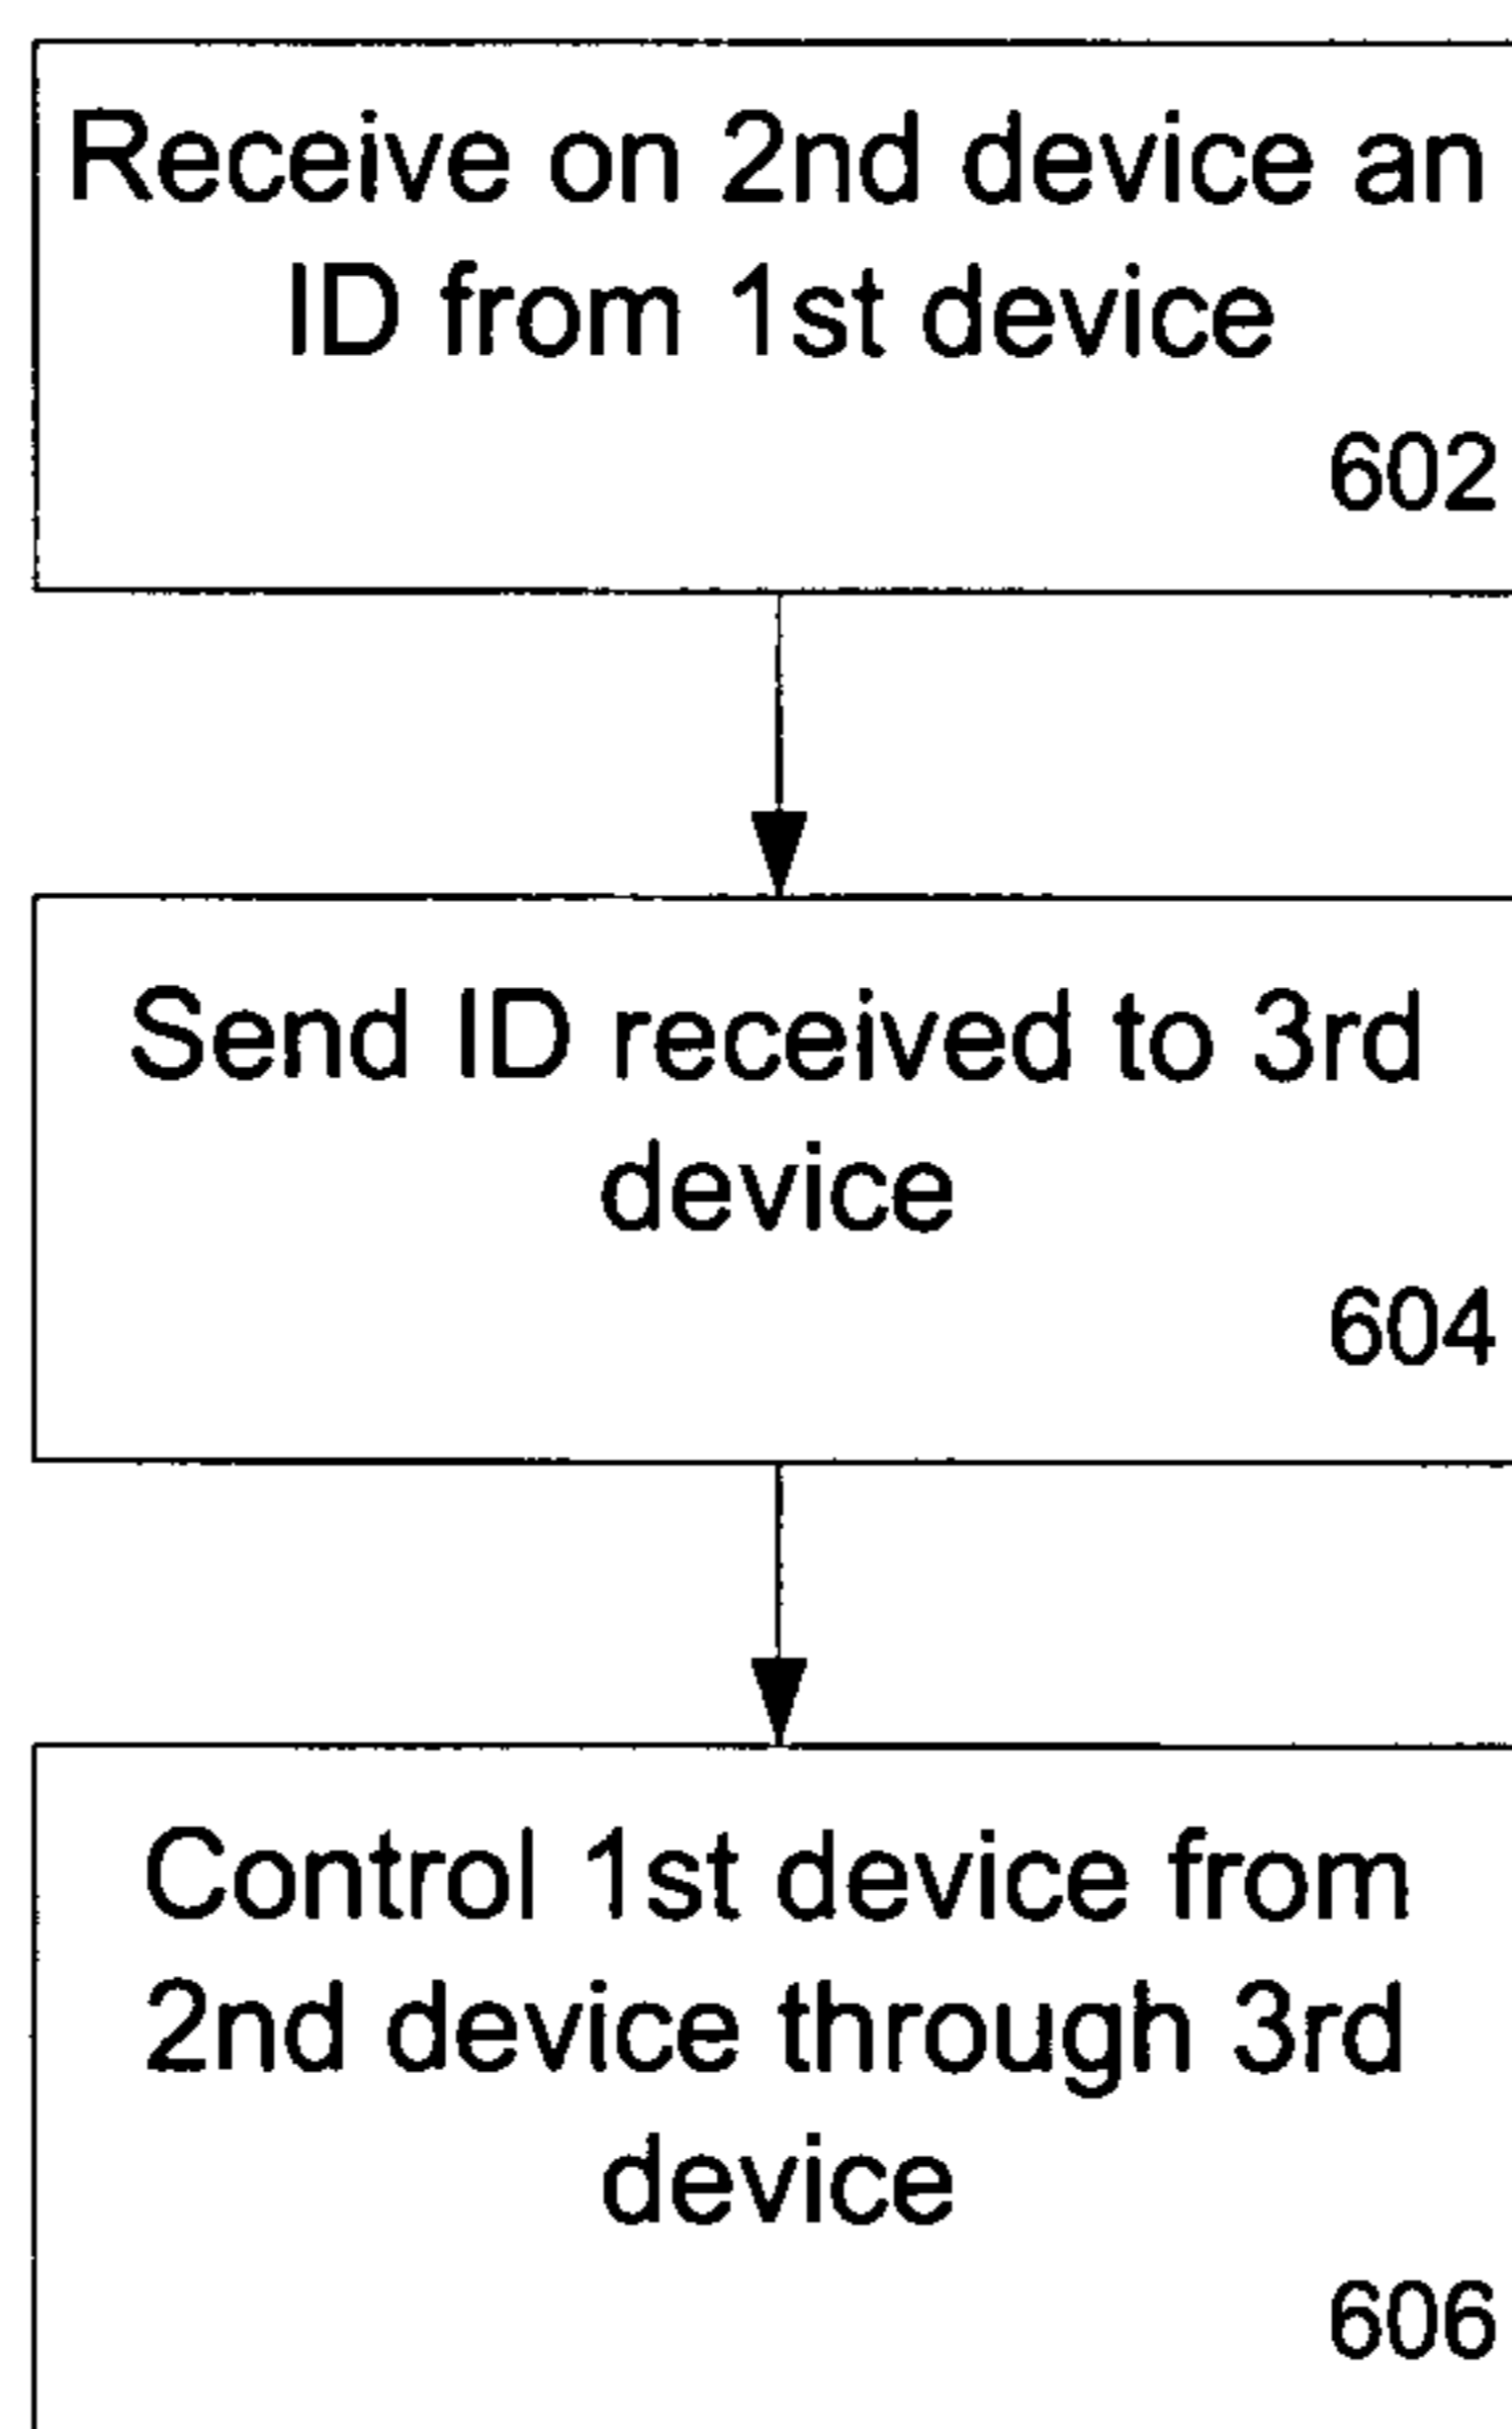 Receive on 2nd device an
ID from 1st device
602
Send ID received to 3rd
device
604
Control 1st device from
2nd device through 3rd
device
606